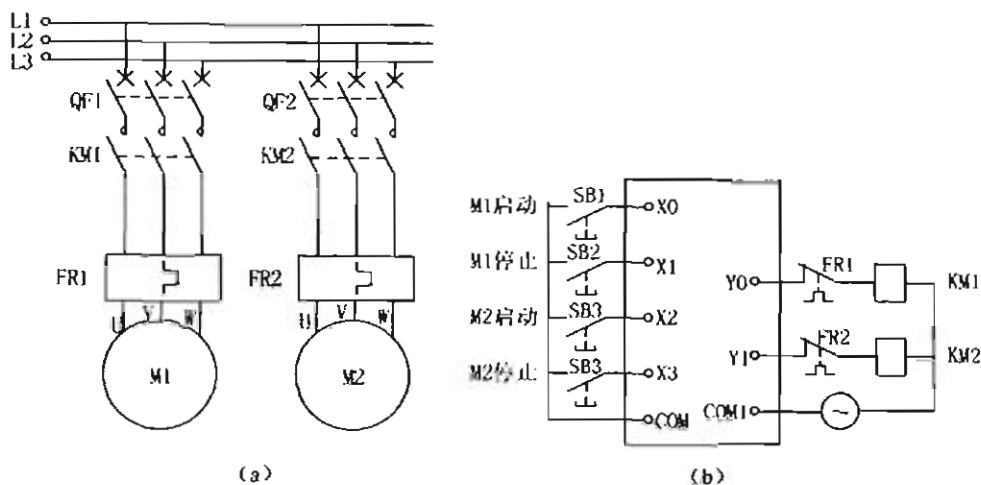 L1
L2
L3
QF1
QF2
KM1
KM2
FR1
FR2
U V W
U V W
M1
M2
(a)
M1启动 SB1 X0
M1停止 SB2 X1
M2启动 SB3 X2
M2停止 SB3 X3
COM
Y0 FR1 KM1
Y1 FR2 KM2
COM1 ~
(b)